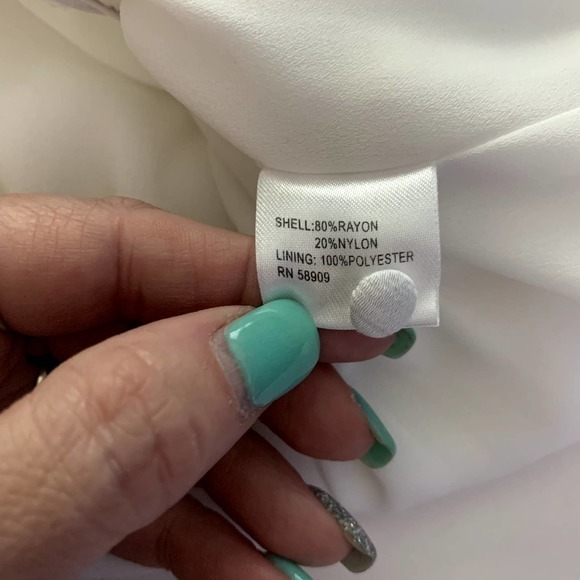 SHELL:80%RAYON
20%NYLON
LINING: 100%POLYESTER
RN 58909